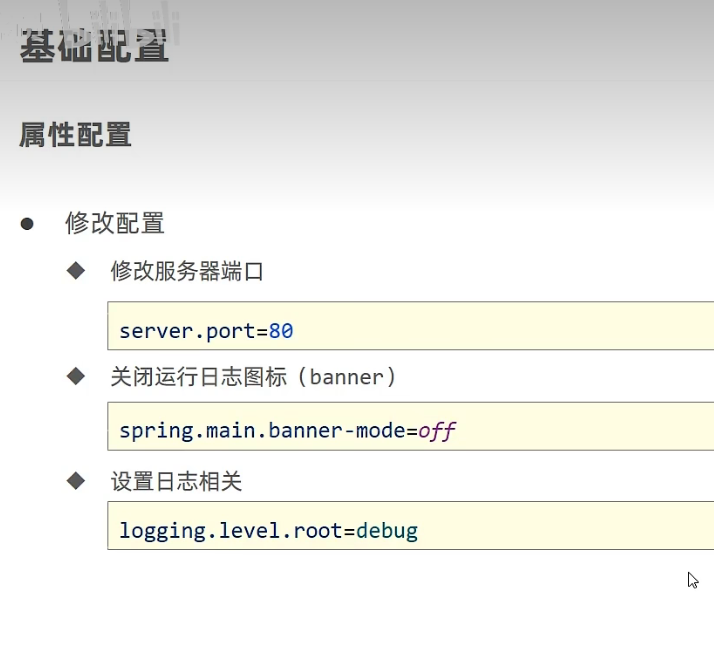 基础配置
属性配置
修改配置
修改服务器端口
server.port=80
关闭运行日志图标（banner）
spring.main.banner-mode=off
设置日志相关
logging.level.root=debug